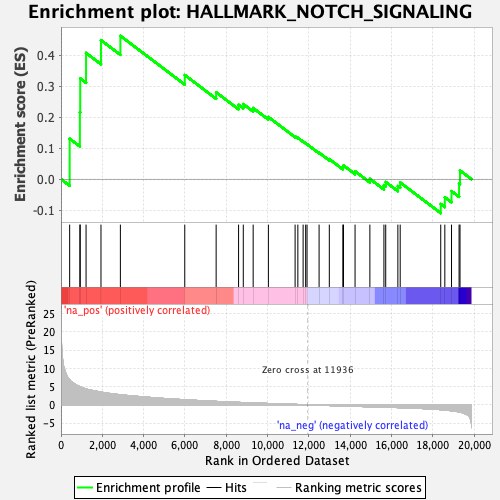 Enrichment plot: HALLMARK_NOTCH_SIGNALING
Enrichment score (ES)
0.4
0.3
0.2
0.1
0.0
-0.1
'na_pos' (positively correlated)
Ranked list metric (PreRanked)
25
20
15
10
5
0
-5
Zero cross at 11936
'na_neg' (negatively correlated)
0 2,000 4,000 6,000 8,000 10,000 12,000 14,000 16,000 18,000 20,000
Rank in Ordered Dataset
Enrichment profile Hits Ranking metric scores